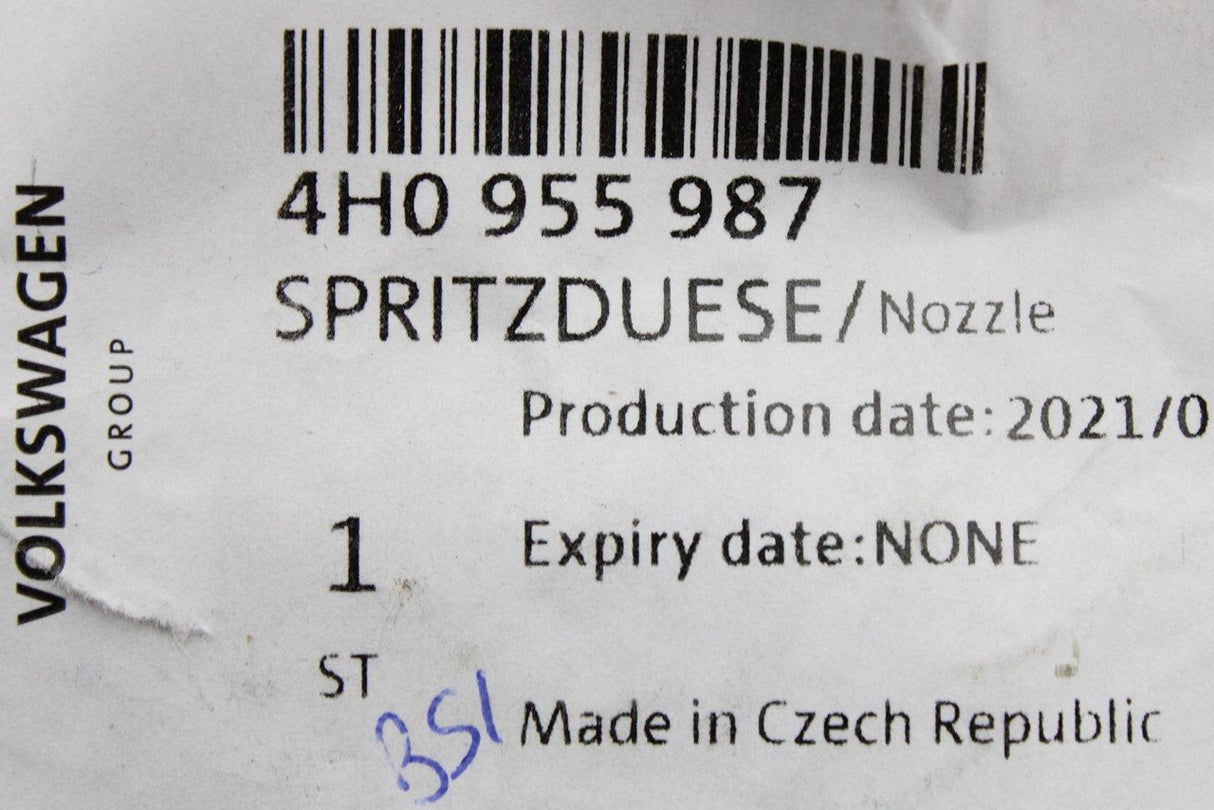 4H0 955 987
SPRITZDUESE/Nozzle
Production date:2021/0
1
Expiry date:NONE
ST
BSI
Made in Czech Republic
VOLKSWAGEN
GROUP